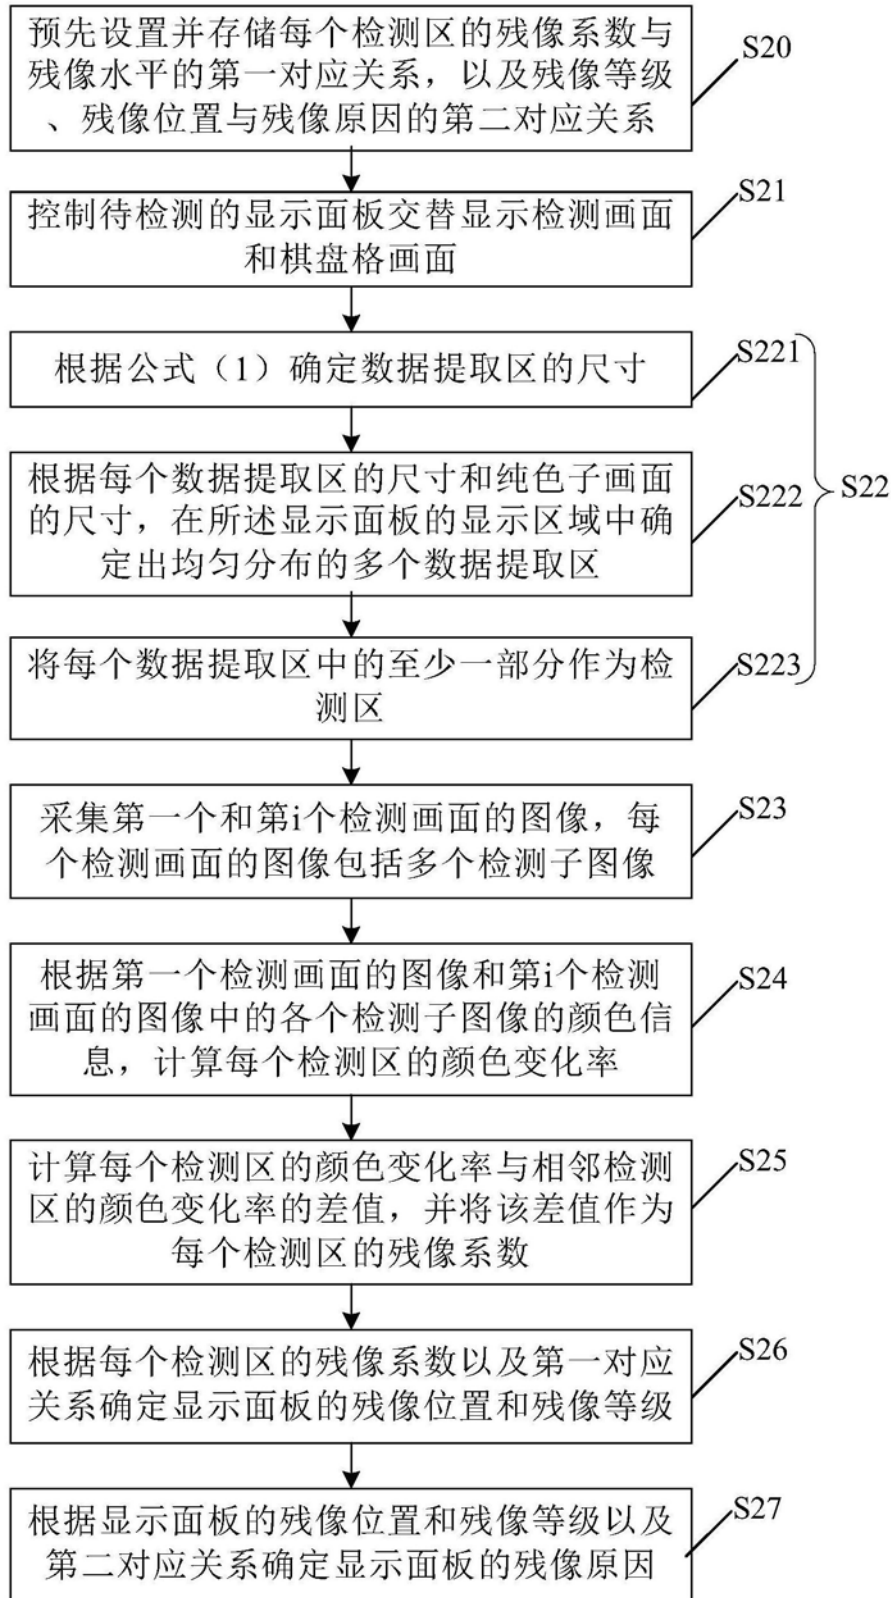 预先设置并存储每个检测区的残像系数与
残像水平的第一对应关系，以及残像等级
、残像位置与残像原因的第二对应关系
S20
控制待检测的显示面板交替显示检测画面
和棋盘格画面
S21
根据公式（1）确定数据提取区的尺寸
S221
根据每个数据提取区的尺寸和纯色子画面
的尺寸，在所述显示面板的显示区域中确
定出均匀分布的多个数据提取区
S222
S22
将每个数据提取区中的至少一部分作为检
测区
S223
采集第一个和第i个检测画面的图像，每
个检测画面的图像包括多个检测子图像
S23
根据第一个检测画面的图像和第i个检测
画面的图像中的各个检测子图像的颜色信
息，计算每个检测区的颜色变化率
S24
计算每个检测区的颜色变化率与相邻检测
区的颜色变化率的差值，并将该差值作为
每个检测区的残像系数
S25
根据每个检测区的残像系数以及第一对应
关系确定显示面板的残像位置和残像等级
S26
根据显示面板的残像位置和残像等级以及
第二对应关系确定显示面板的残像原因
S27